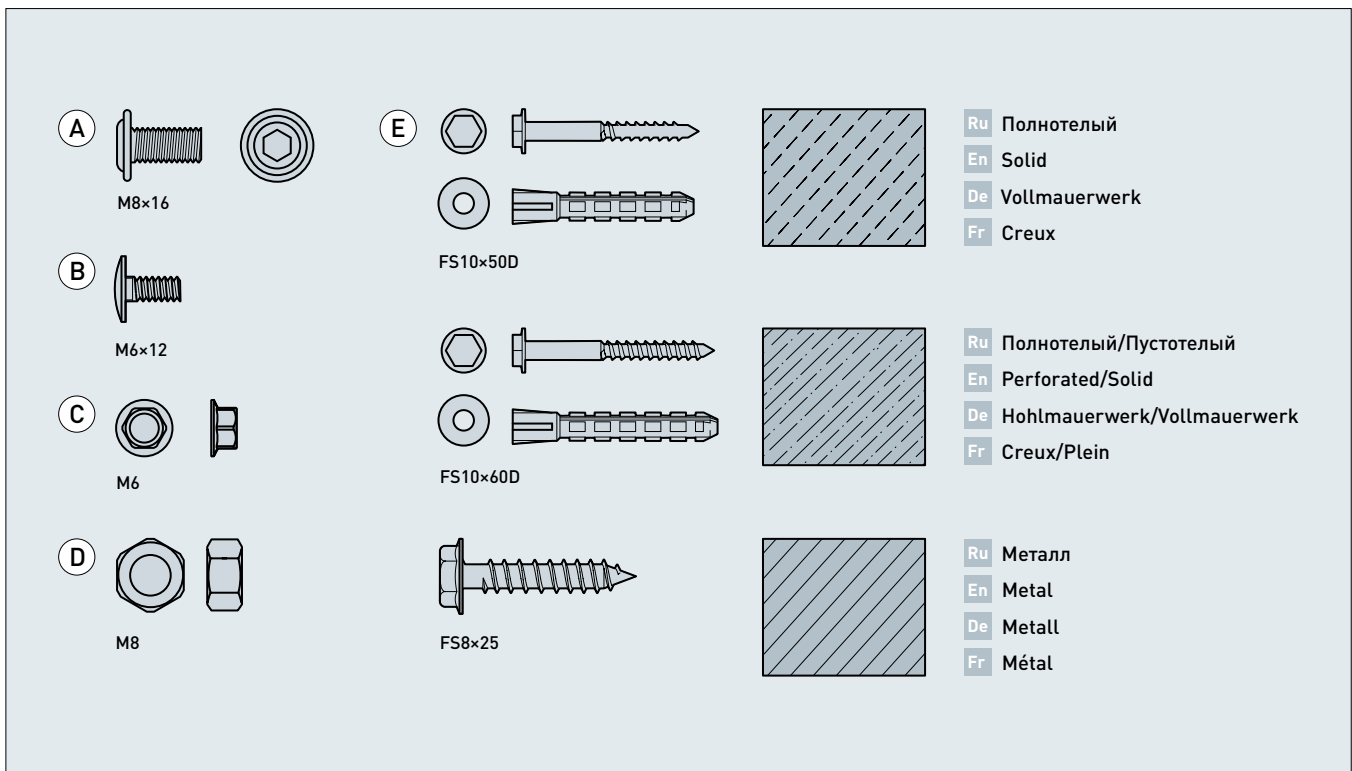 A
M8×16
B
M6×12
C
M6
D
M8
E
FS10×50D
Ru Полнотелый
En Solid
De Vollmauerwerk
Fr Creux
FS10×60D
Ru Полнотелый/Пустотелый
En Perforated/Solid
De Hohlmauerwerk/Vollmauerwerk
Fr Creux/Plein
FS8×25
Ru Металл
En Metal
De Metall
Fr Métal